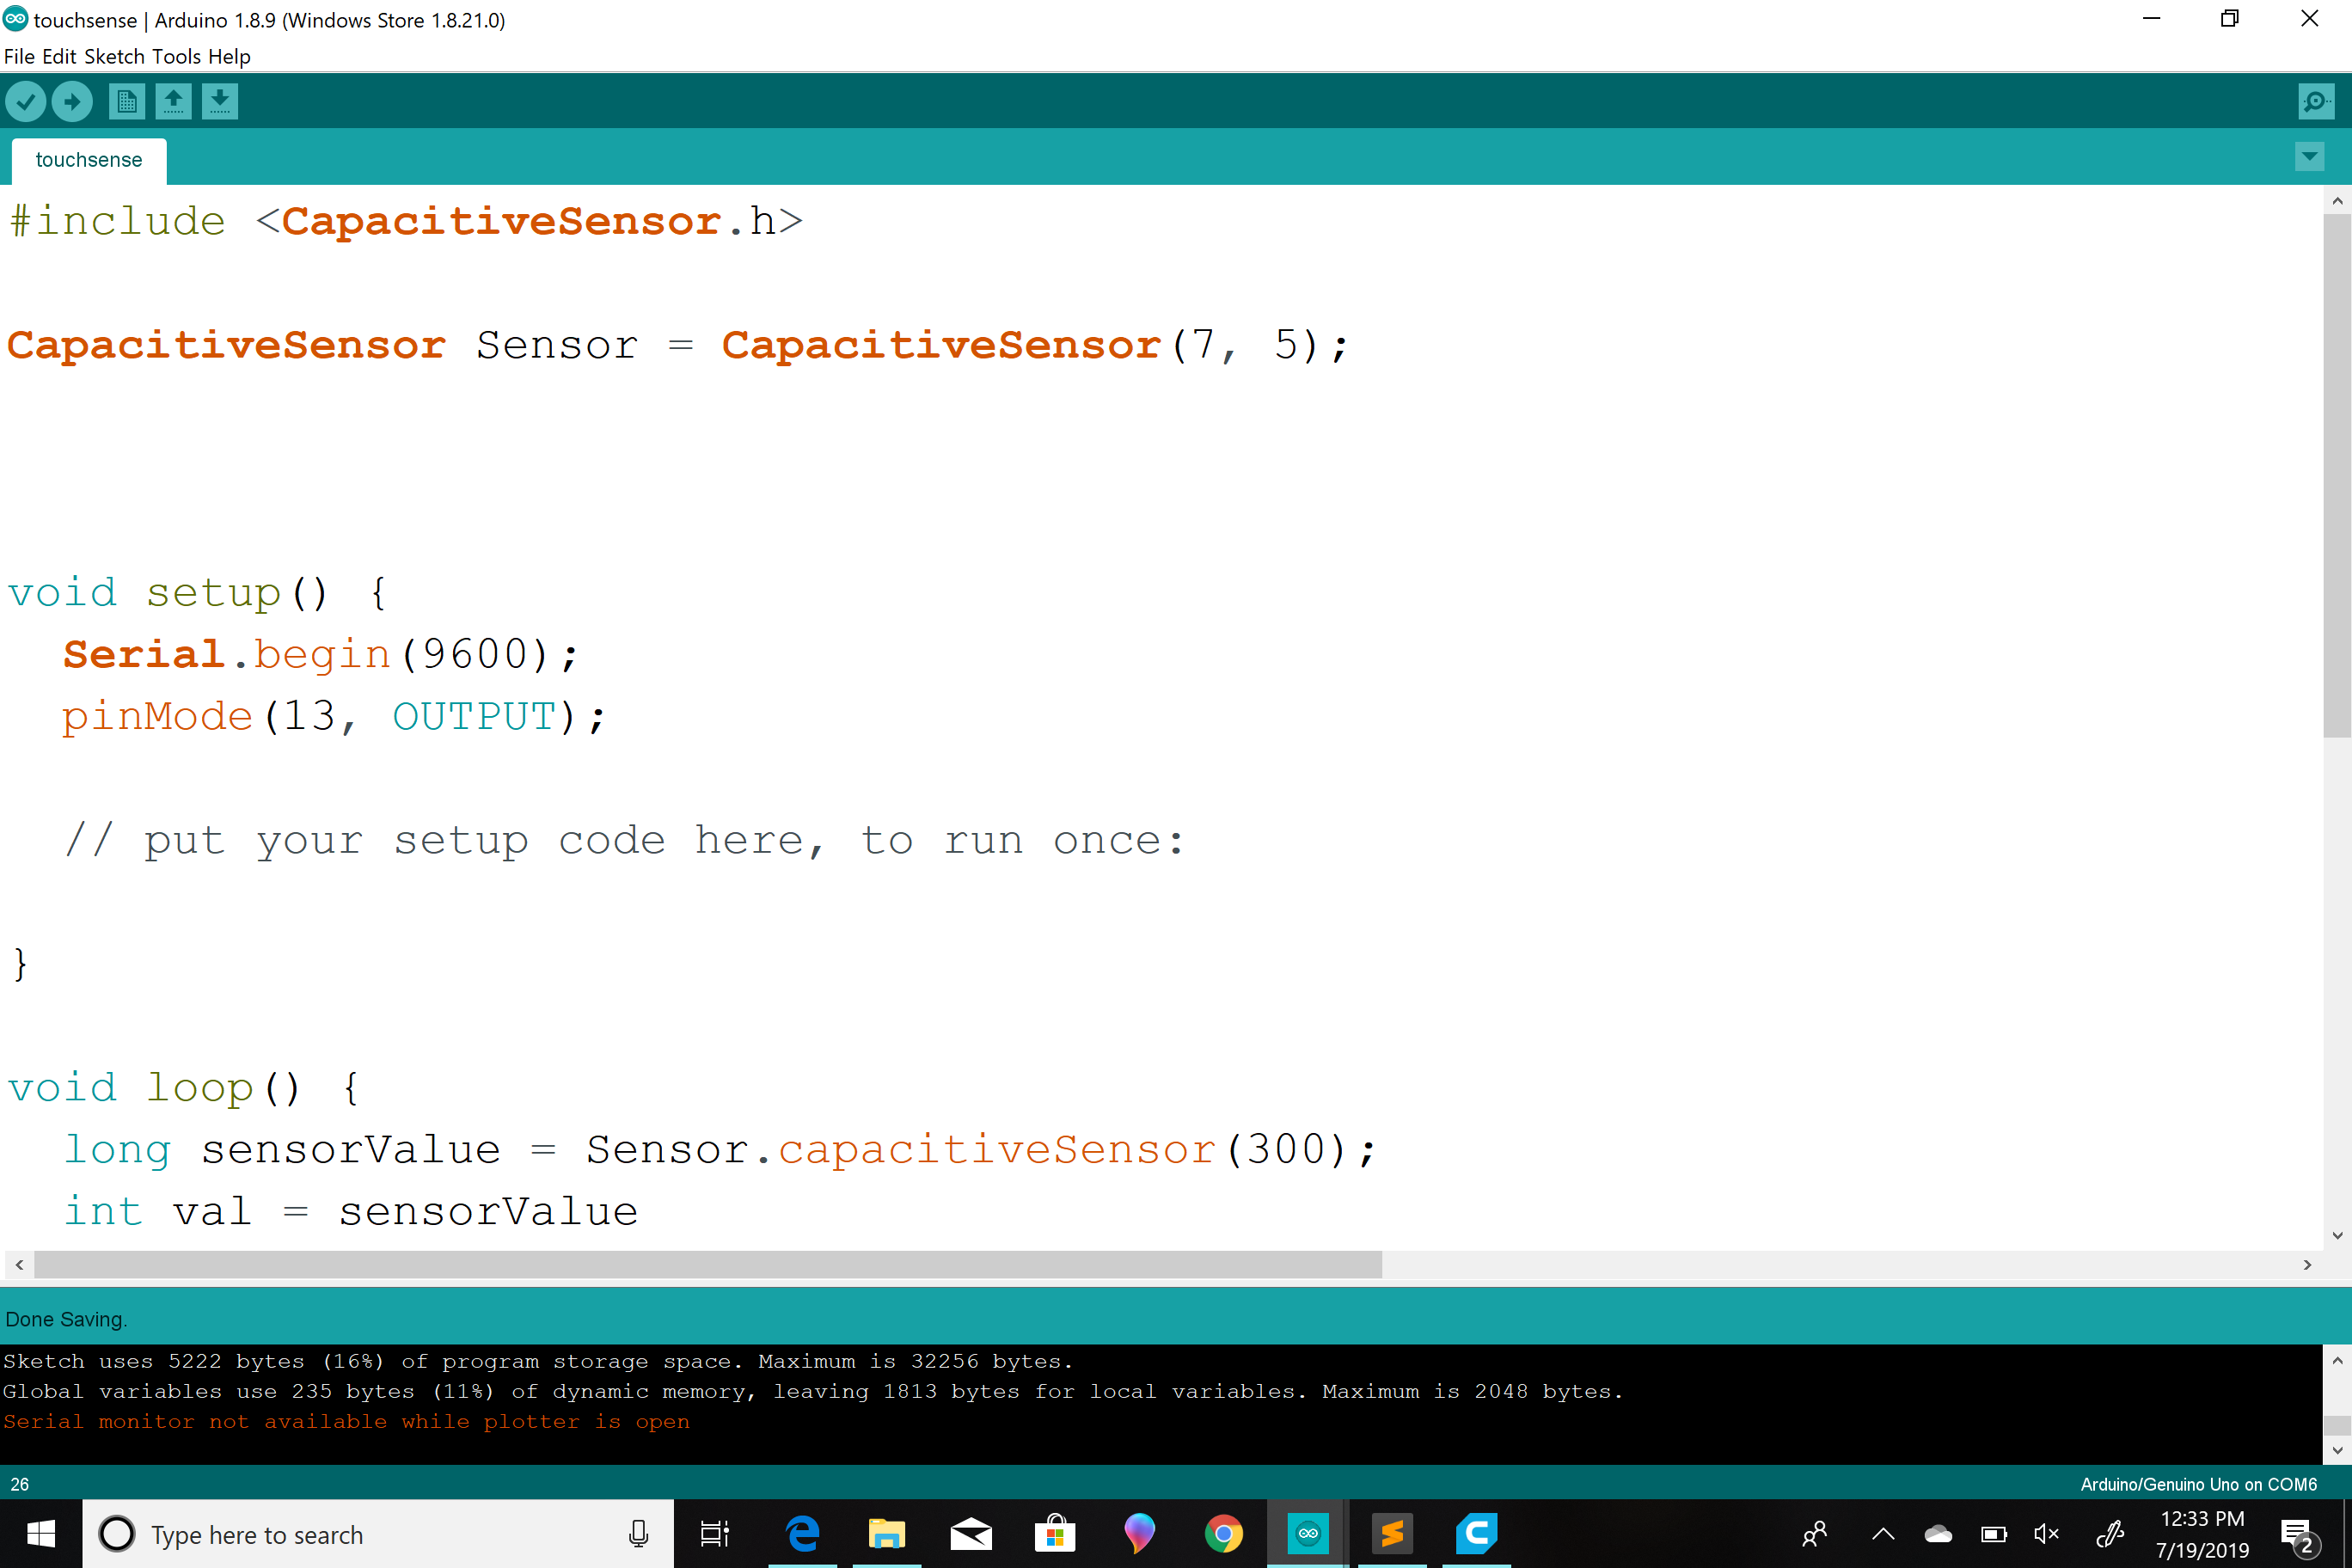 touchsense | Arduino 1.8.9 (Windows Store 1.8.21.0)
File Edit Sketch Tools Help
touchsense
#include <CapacitiveSensor.h>
CapacitiveSensor Sensor = CapacitiveSensor(7, 5);
void setup() {
Serial.begin(9600);
pinMode(13, OUTPUT);
// put your setup code here, to run once:
}
void loop() {
long sensorValue = Sensor.capacitiveSensor(300);
int val = sensorValue
Done Saving.
Sketch uses 5222 bytes (16%) of program storage space. Maximum is 32256 bytes.
Global variables use 235 bytes (11%) of dynamic memory, leaving 1813 bytes for local variables. Maximum is 2048 bytes.
Serial monitor not available while plotter is open
26
Arduino/Genuino Uno on COM6
Type here to search
12:33 PM
7/19/2019
2